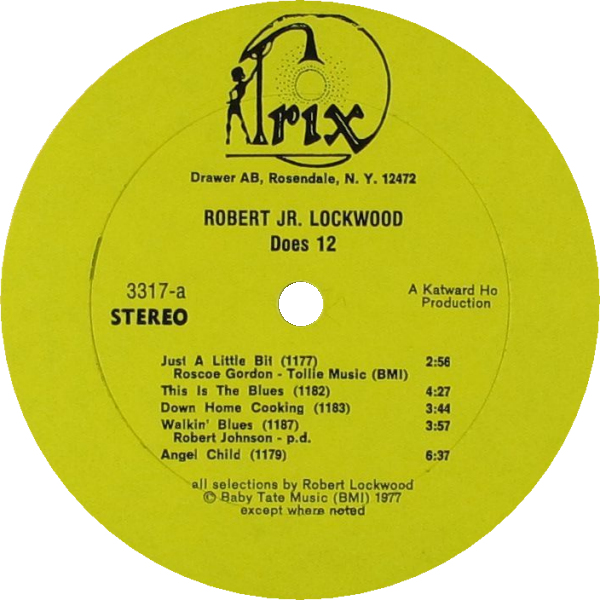 Trix
Drawer AB, Rosendale, N. Y. 12472
ROBERT JR. LOCKWOOD
Does 12
3317-a
STEREO
A Katward Ho
Production
Just A Little Bit (1177) 2:56
Roscoe Gordon - Tollie Music (BMI)
This Is The Blues (1182) 4:27
Down Home Cooking (1183) 3:44
Walkin' Blues (1187) 3:57
Robert Johnson - p.d.
Angel Child (1179) 6:37
all selections by Robert Lockwood
© Baby Tate Music (BMI) 1977
except where noted